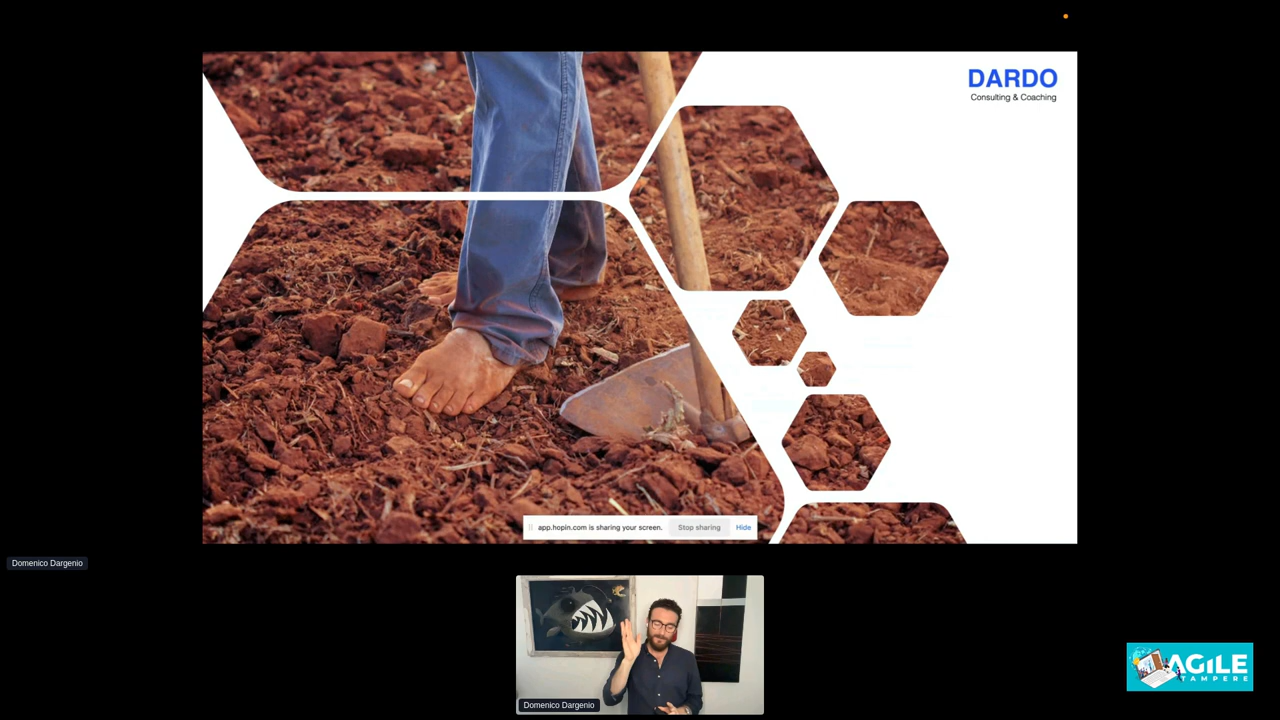 DARDO
Consulting & Coaching
app.hopin.com is sharing your screen.
Stop sharing
Hide
Domenico Dargenio
Domenico Dargenio
AGILE
TAMPERE